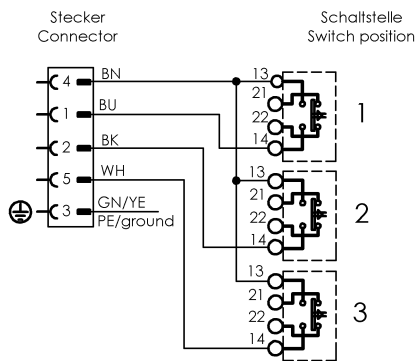 Stecker
Connector
Schaltstelle
Switch position
4 BN
1 BU
2 BK
5 WH
3 GN/YE
PE/ground
13
21
22
14
1
13
21
22
14
2
13
21
22
14
3